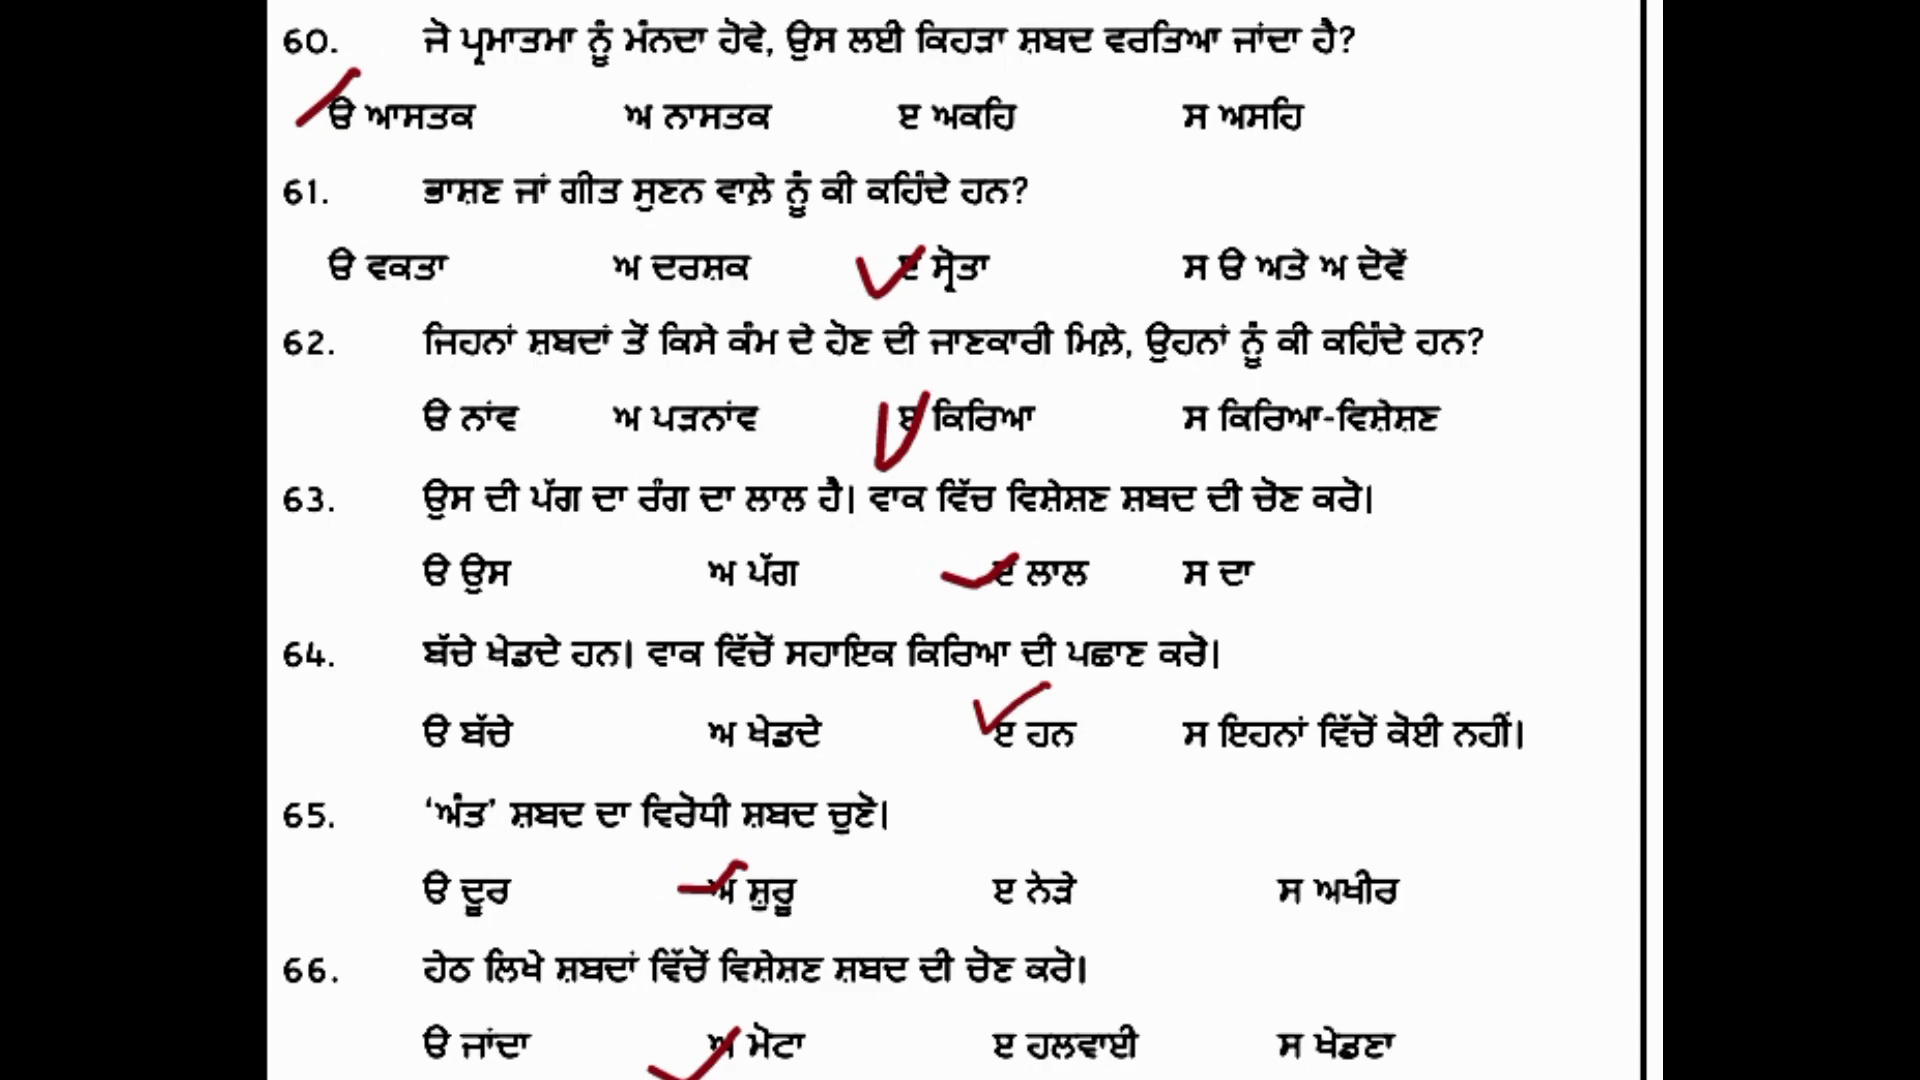 60. ਜੋ ਪ੍ਰਮਾਤਮਾ ਨੂੰ ਮੰਨਦਾ ਹੋਵੇ, ਉਸ ਲਈ ਕਿਹੜਾ ਸ਼ਬਦ ਵਰਤਿਆ ਜਾਂਦਾ ਹੈ?
ੳ ਆਸਤਕ ਅ ਨਾਸਤਕ ੲ ਅਕਹਿ ਸ ਅਸਹਿ
61. ਭਾਸ਼ਣ ਜਾਂ ਗੀਤ ਸੁਣਨ ਵਾਲ਼ੇ ਨੂੰ ਕੀ ਕਹਿੰਦੇ ਹਨ?
ੳ ਵਕਤਾ ਅ ਦਰਸ਼ਕ ੲ ਸ੍ਰੋਤਾ ਸ ੳ ਅਤੇ ਅ ਦੋਵੇਂ
62. ਜਿਹਨਾਂ ਸ਼ਬਦਾਂ ਤੋਂ ਕਿਸੇ ਕੰਮ ਦੇ ਹੋਣ ਦੀ ਜਾਣਕਾਰੀ ਮਿਲ਼ੇ, ਉਹਨਾਂ ਨੂੰ ਕੀ ਕਹਿੰਦੇ ਹਨ?
ੳ ਨਾਂਵ ਅ ਪੜਨਾਂਵ ੲ ਕਿਰਿਆ ਸ ਕਿਰਿਆ-ਵਿਸ਼ੇਸ਼ਣ
63. ਉਸ ਦੀ ਪੱਗ ਦਾ ਰੰਗ ਦਾ ਲਾਲ ਹੈ। ਵਾਕ ਵਿੱਚ ਵਿਸ਼ੇਸ਼ਣ ਸ਼ਬਦ ਦੀ ਚੋਣ ਕਰੋ।
ੳ ਉਸ ਅ ਪੱਗ ੲ ਲਾਲ ਸ ਦਾ
64. ਬੱਚੇ ਖੇਡਦੇ ਹਨ। ਵਾਕ ਵਿੱਚੋਂ ਸਹਾਇਕ ਕਿਰਿਆ ਦੀ ਪਛਾਣ ਕਰੋ।
ੳ ਬੱਚੇ ਅ ਖੇਡਦੇ ੲ ਹਨ ਸ ਇਹਨਾਂ ਵਿੱਚੋਂ ਕੋਈ ਨਹੀਂ।
65. ‘ਅੰਤ’ ਸ਼ਬਦ ਦਾ ਵਿਰੋਧੀ ਸ਼ਬਦ ਚੁਣੋ।
ੳ ਦੂਰ ਅ ਸ਼ੁਰੂ ੲ ਨੇੜੇ ਸ ਅਖੀਰ
66. ਹੇਠ ਲਿਖੇ ਸ਼ਬਦਾਂ ਵਿੱਚੋਂ ਵਿਸ਼ੇਸ਼ਣ ਸ਼ਬਦ ਦੀ ਚੋਣ ਕਰੋ।
ੳ ਜਾਂਦਾ ਅ ਮੋਟਾ ੲ ਹਲਵਾਈ ਸ ਖੇਡਣਾ